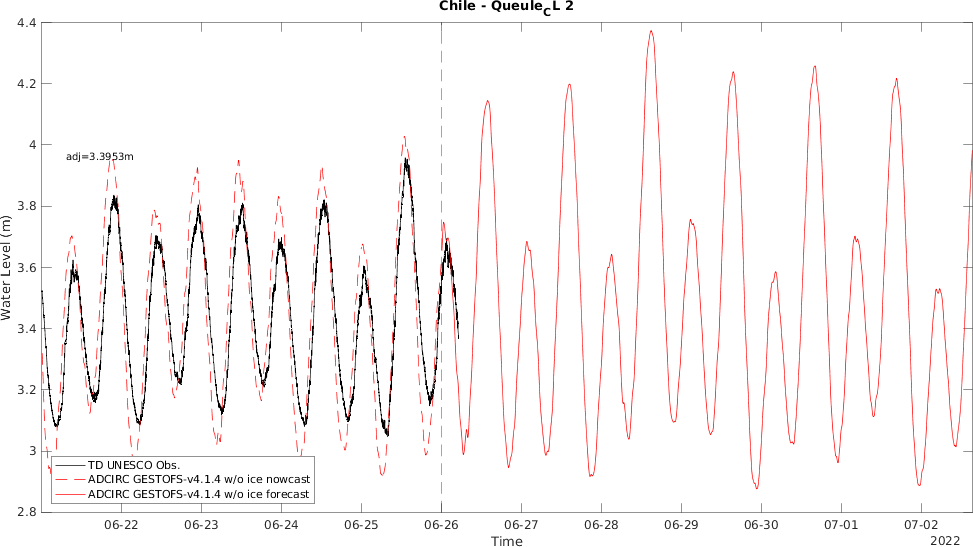 Chile - Queule_CL 2
4.4
4.2
4
3.8
3.6
3.4
3.2
3
2.8
Water Level (m)
adj=3.3953m
TD UNESCO Obs.
ADCIRC GESTOFS-v4.1.4 w/o ice nowcast
ADCIRC GESTOFS-v4.1.4 w/o ice forecast
06-22 06-23 06-24 06-25 06-26 06-27 06-28 06-29 06-30 07-01 07-02
Time
2022